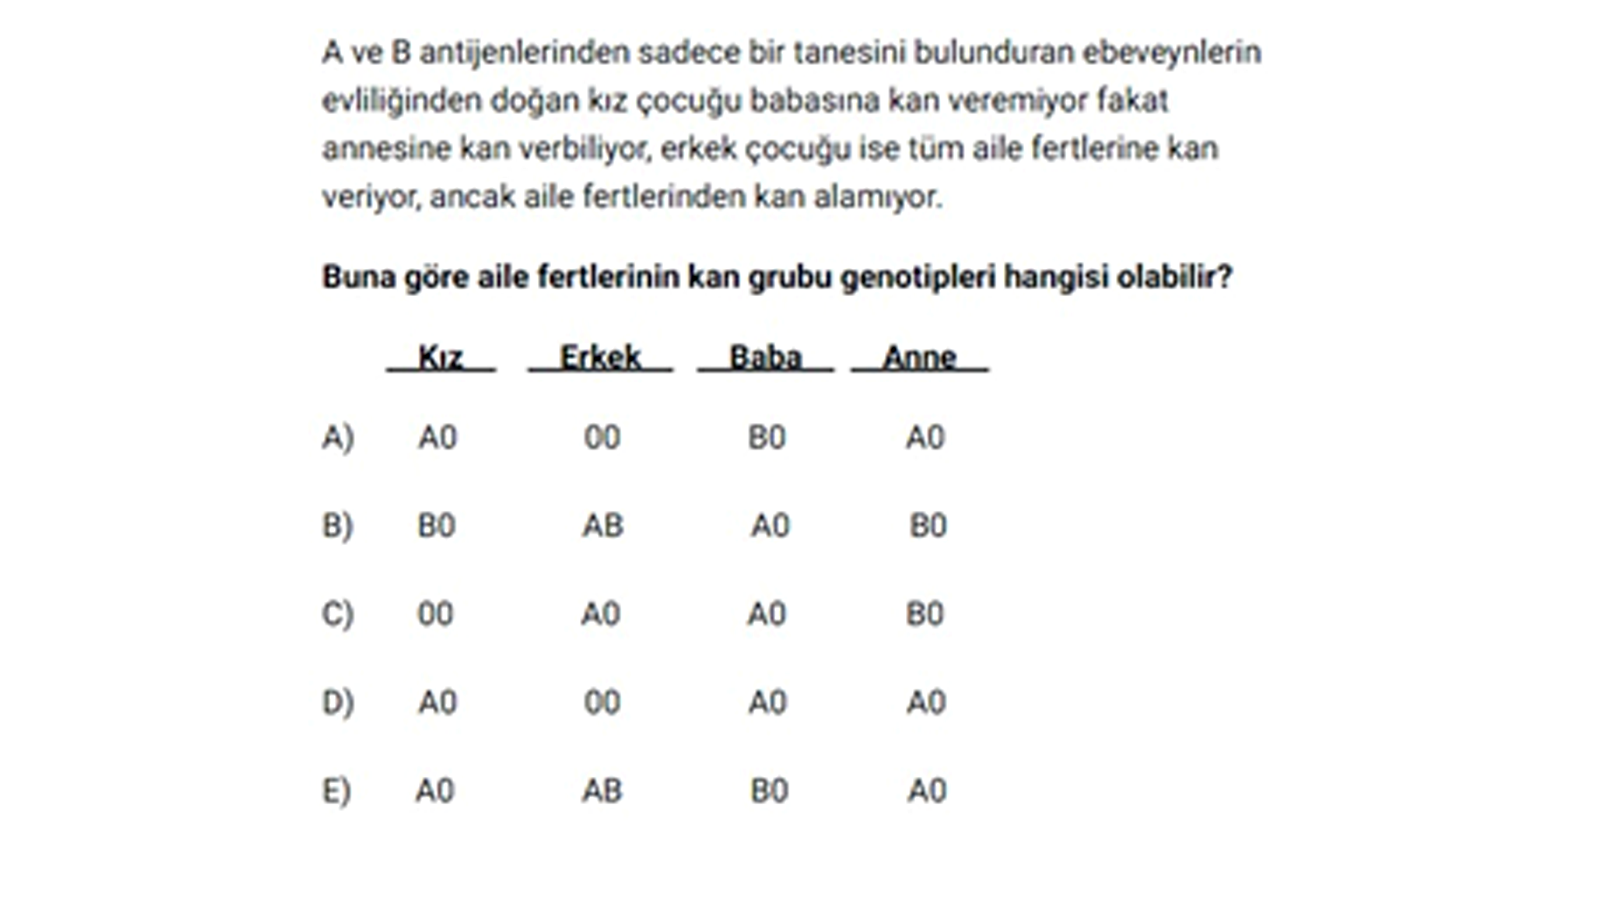 A ve B antijenlerinden sadece bir tanesini bulunduran ebeveynlerin
evliliğinden doğan kız çocuğu babasına kan veremiyor fakat
annesine kan verbiliyor, erkek çocuğu ise tüm aile fertlerine kan
veriyor, ancak aile fertlerinden kan alamıyor.
Buna göre aile fertlerinin kan grubu genotipleri hangisi olabilir?
Kız Erkek Baba Anne
A) A0 00 B0 A0
B) B0 AB A0 B0
C) 00 A0 A0 B0
D) A0 00 A0 A0
E) A0 AB B0 A0